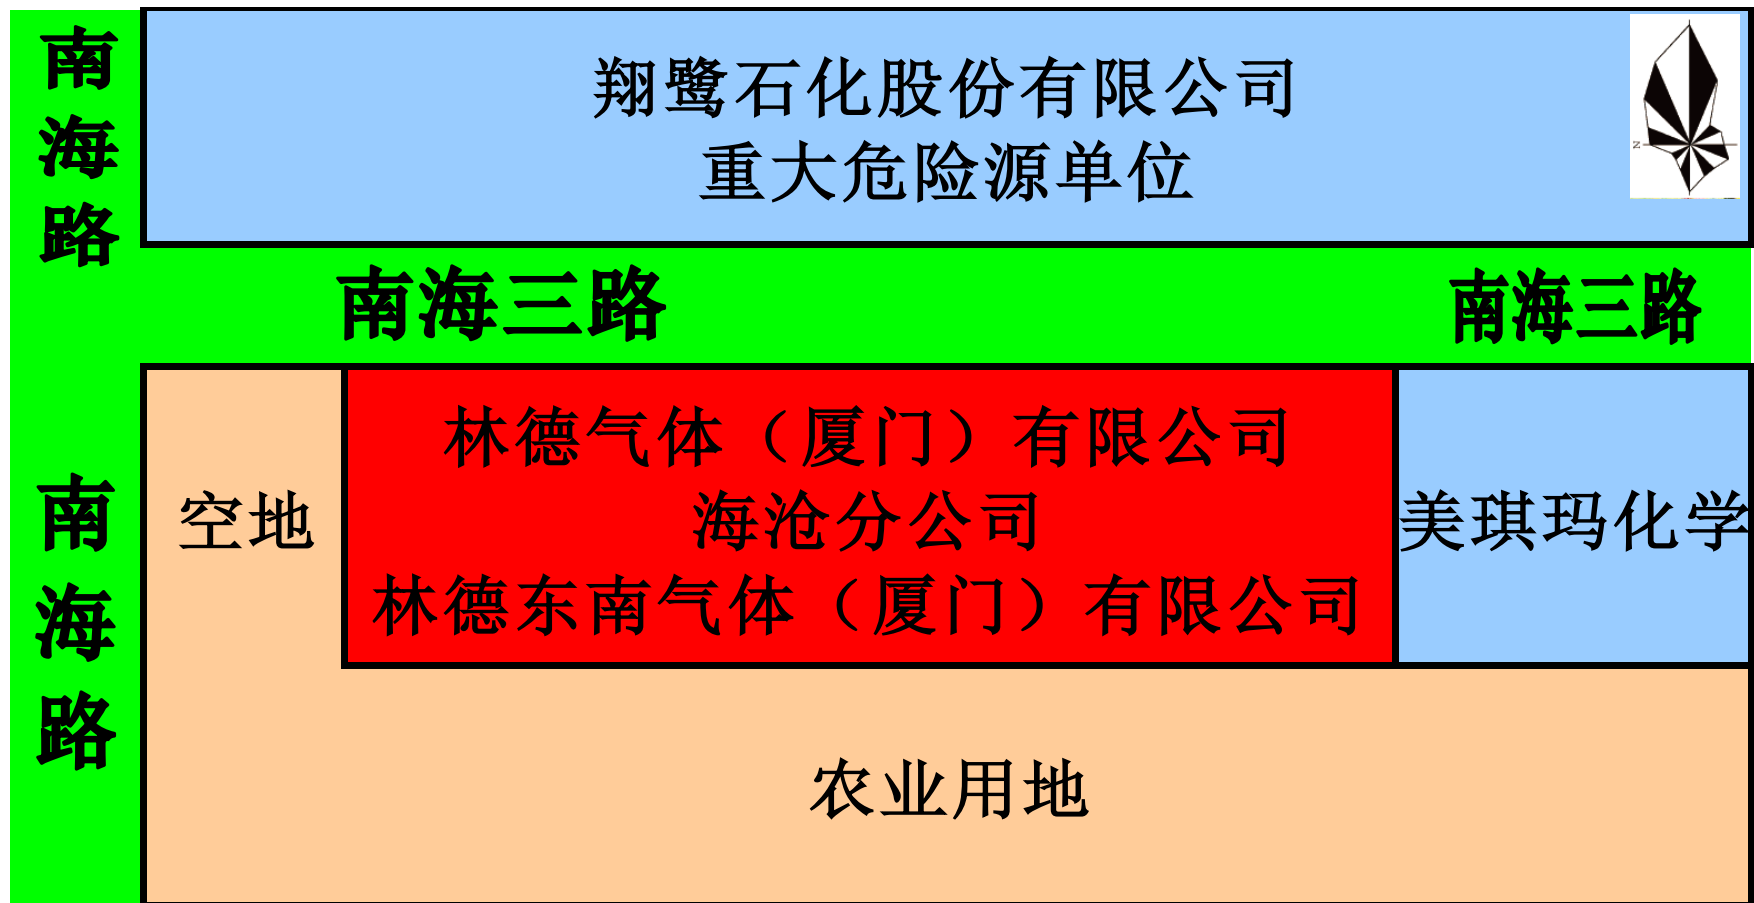 南海路
翔鹭石化股份有限公司
重大危险源单位
N
南海三路
南海三路
南海路
空地
林德气体（厦门）有限公司
海沧分公司
林德东南气体（厦门）有限公司
美琪玛化学
农业用地